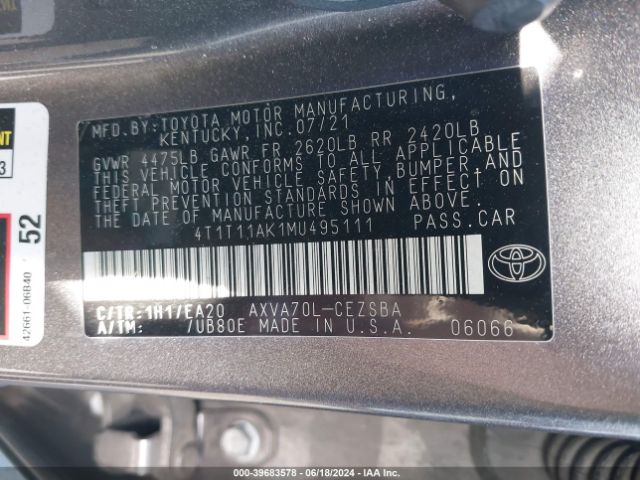 MFD.BY:TOYOTA MOTOR MANUFACTURING,
KENTUCKY,INC.07/21
GVWR 4475LB GAWR FR 2620LB RR 2420LB
THIS VEHICLE CONFORMS TO ALL APPLICABLE
FEDERAL MOTOR VEHICLE SAFETY,BUMPER,AND
THEFT PREVENTION STANDARDS IN EFFECT ON
THE DATE OF MANUFACTURE SHOWN ABOVE.
4T1T11AK1MU495111 PASS.CAR
C/TR:1H1/EA20 AXVA70L-CEZSBA
A/TM: /UB80E MADE IN U.S.A. 06066
3
52
42661-06B40
000-39683578 - 06/18/2024 - IAA Inc.